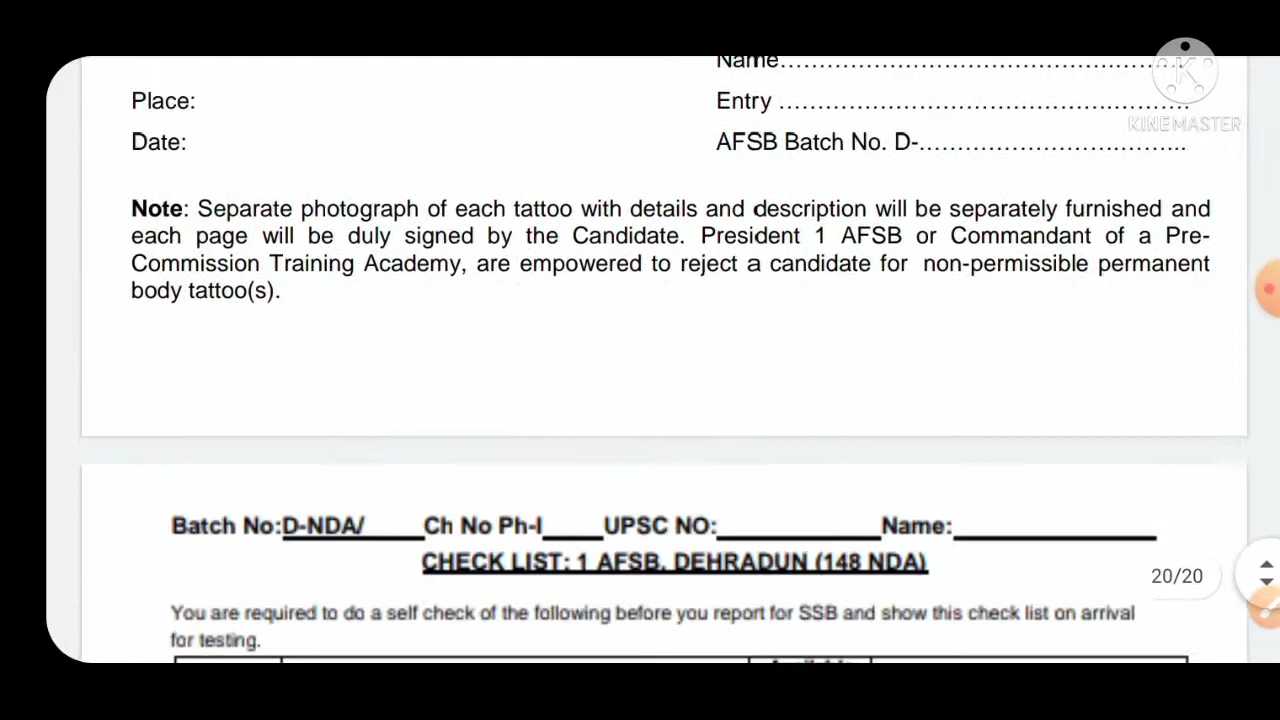 Name.............................................................
KINEMASTER
Place:
Entry .............................................................
Date:
AFSB Batch No. D-........................................
Note: Separate photograph of each tattoo with details and description will be separately furnished and
each page will be duly signed by the Candidate. President 1 AFSB or Commandant of a Pre-
Commission Training Academy, are empowered to reject a candidate for non-permissible permanent
body tattoo(s).
Batch No:D-NDA/_____Ch No Ph-I_____UPSC NO:____________Name:_______________
CHECK LIST: 1 AFSB, DEHRADUN (148 NDA)
20/20
You are required to do a self check of the following before you report for SSB and show this check list on arrival
for testing.